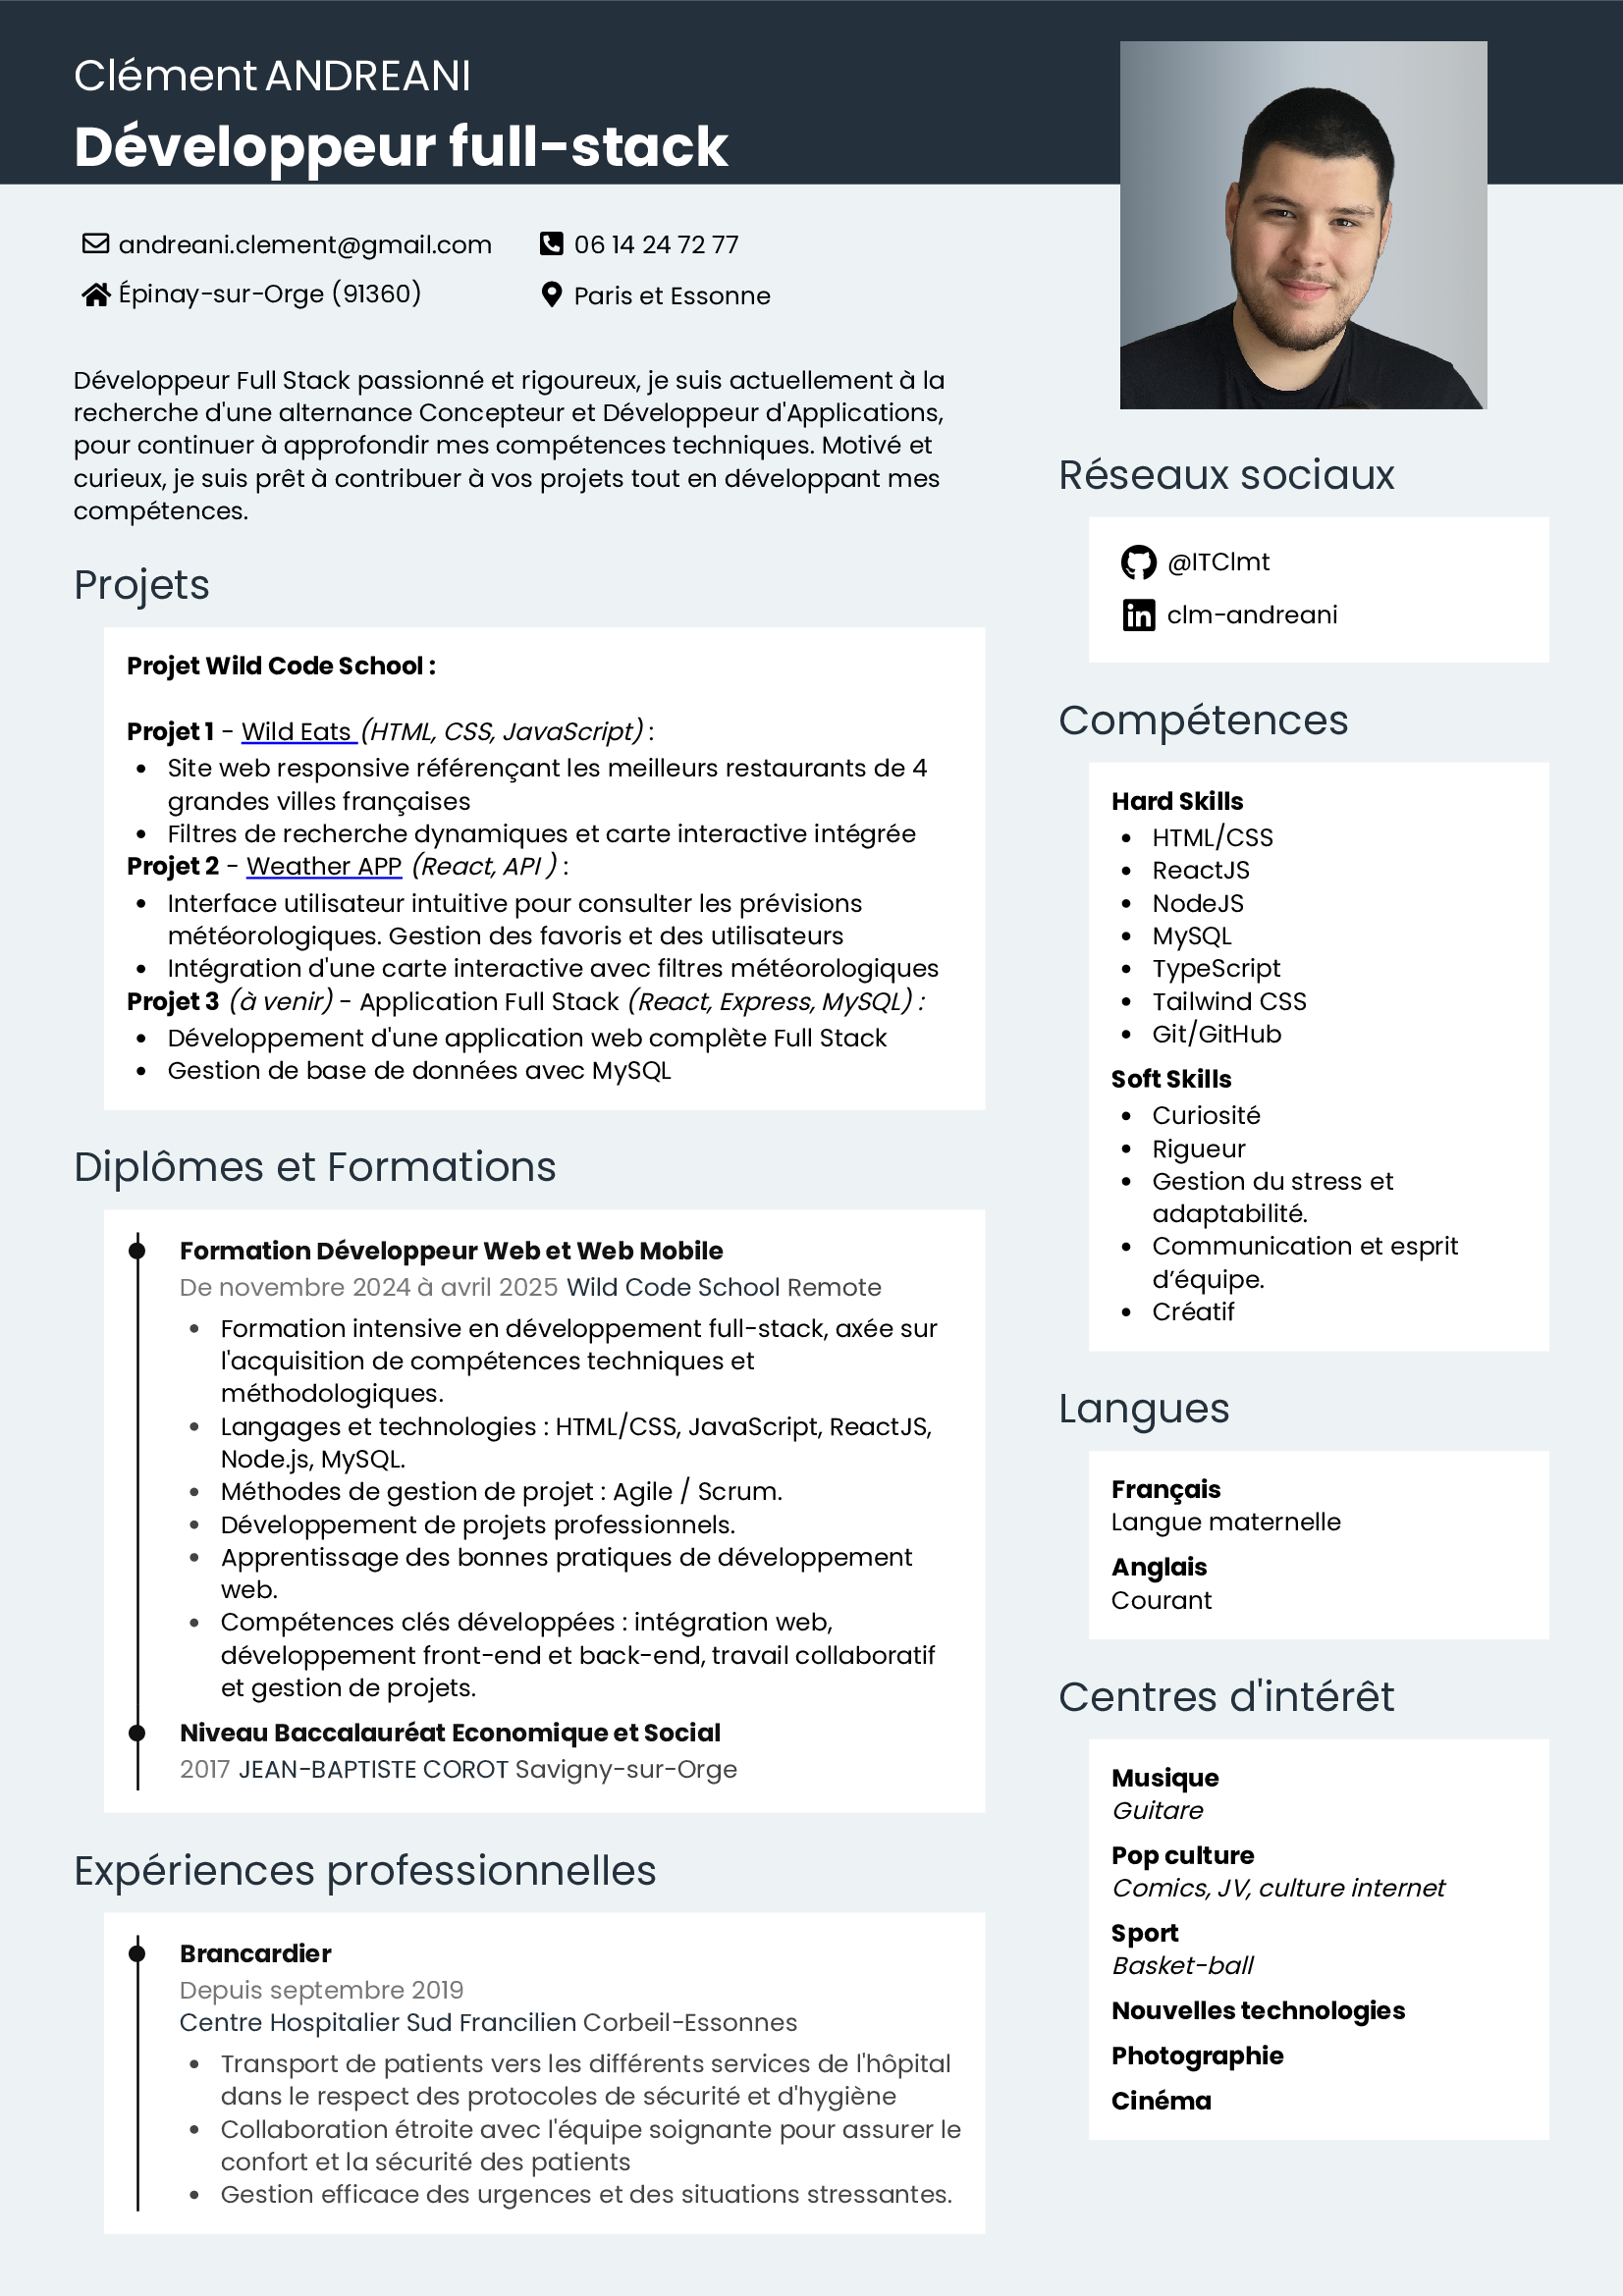 Clément ANDREANI
Développeur full-stack
andreani.clement@gmail.com
06 14 24 72 77
Épinay-sur-Orge (91360)
Paris et Essonne
Développeur Full Stack passionné et rigoureux, je suis actuellement à la
recherche d'une alternance Concepteur et Développeur d'Applications,
pour continuer à approfondir mes compétences techniques. Motivé et
curieux, je suis prêt à contribuer à vos projets tout en développant mes
compétences.
Projets
Projet Wild Code School :
Projet 1 - Wild Eats (HTML, CSS, JavaScript) :
• Site web responsive référençant les meilleurs restaurants de 4
grandes villes françaises
• Filtres de recherche dynamiques et carte interactive intégrée
Projet 2 - Weather APP (React, API ) :
• Interface utilisateur intuitive pour consulter les prévisions
météorologiques. Gestion des favoris et des utilisateurs
• Intégration d'une carte interactive avec filtres météorologiques
Projet 3 (à venir) - Application Full Stack (React, Express, MySQL) :
• Développement d'une application web complète Full Stack
• Gestion de base de données avec MySQL
Diplômes et Formations
Formation Développeur Web et Web Mobile
De novembre 2024 à avril 2025 Wild Code School Remote
• Formation intensive en développement full-stack, axée sur
l'acquisition de compétences techniques et
méthodologiques.
• Langages et technologies : HTML/CSS, JavaScript, ReactJS,
Node.js, MySQL.
• Méthodes de gestion de projet : Agile / Scrum.
• Développement de projets professionnels.
• Apprentissage des bonnes pratiques de développement
web.
• Compétences clés développées : intégration web,
développement front-end et back-end, travail collaboratif
et gestion de projets.
Niveau Baccalauréat Economique et Social
2017 JEAN-BAPTISTE COROT Savigny-sur-Orge
Expériences professionnelles
Brancardier
Depuis septembre 2019
Centre Hospitalier Sud Francilien Corbeil-Essonnes
• Transport de patients vers les différents services de l'hôpital
dans le respect des protocoles de sécurité et d'hygiène
• Collaboration étroite avec l'équipe soignante pour assurer le
confort et la sécurité des patients
• Gestion efficace des urgences et des situations stressantes.
Réseaux sociaux
@ITClmt
clm-andreani
Compétences
Hard Skills
• HTML/CSS
• ReactJS
• NodeJS
• MySQL
• TypeScript
• Tailwind CSS
• Git/GitHub
Soft Skills
• Curiosité
• Rigueur
• Gestion du stress et
adaptabilité.
• Communication et esprit
d’équipe.
• Créatif
Langues
Français
Langue maternelle
Anglais
Courant
Centres d'intérêt
Musique
Guitare
Pop culture
Comics, JV, culture internet
Sport
Basket-ball
Nouvelles technologies
Photographie
Cinéma